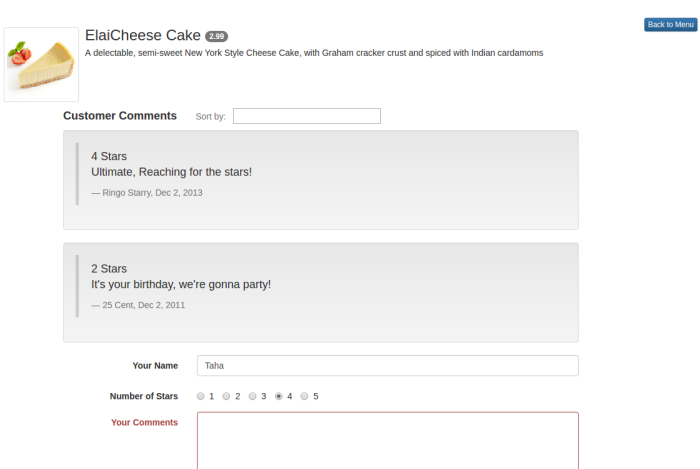 ElaiCheese Cake 2.99
Back to Menu
A delectable, semi-sweet New York Style Cheese Cake, with Graham cracker crust and spiced with Indian cardamoms
Customer Comments Sort by:
4 Stars
Ultimate, Reaching for the stars!
— Ringo Starry, Dec 2, 2013
2 Stars
It's your birthday, we're gonna party!
— 25 Cent, Dec 2, 2011
Your Name Taha
Number of Stars 1 2 3 4 5
Your Comments